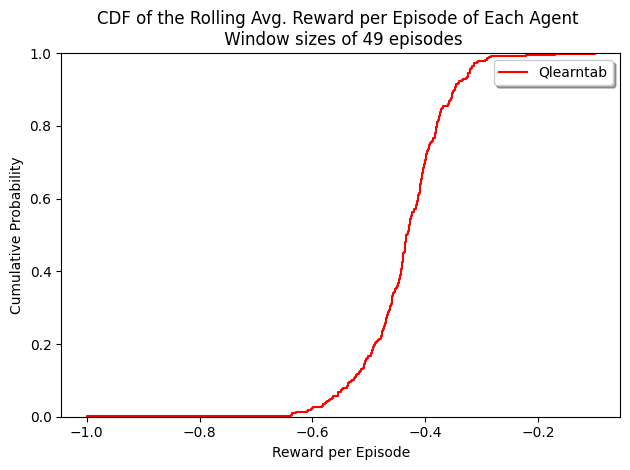 CDF of the Rolling Avg. Reward per Episode of Each Agent
Window sizes of 49 episodes
Qlearntab
Cumulative Probability
1.0
0.8
0.6
0.4
0.2
0.0
−1.0 −0.8 −0.6 −0.4 −0.2
Reward per Episode